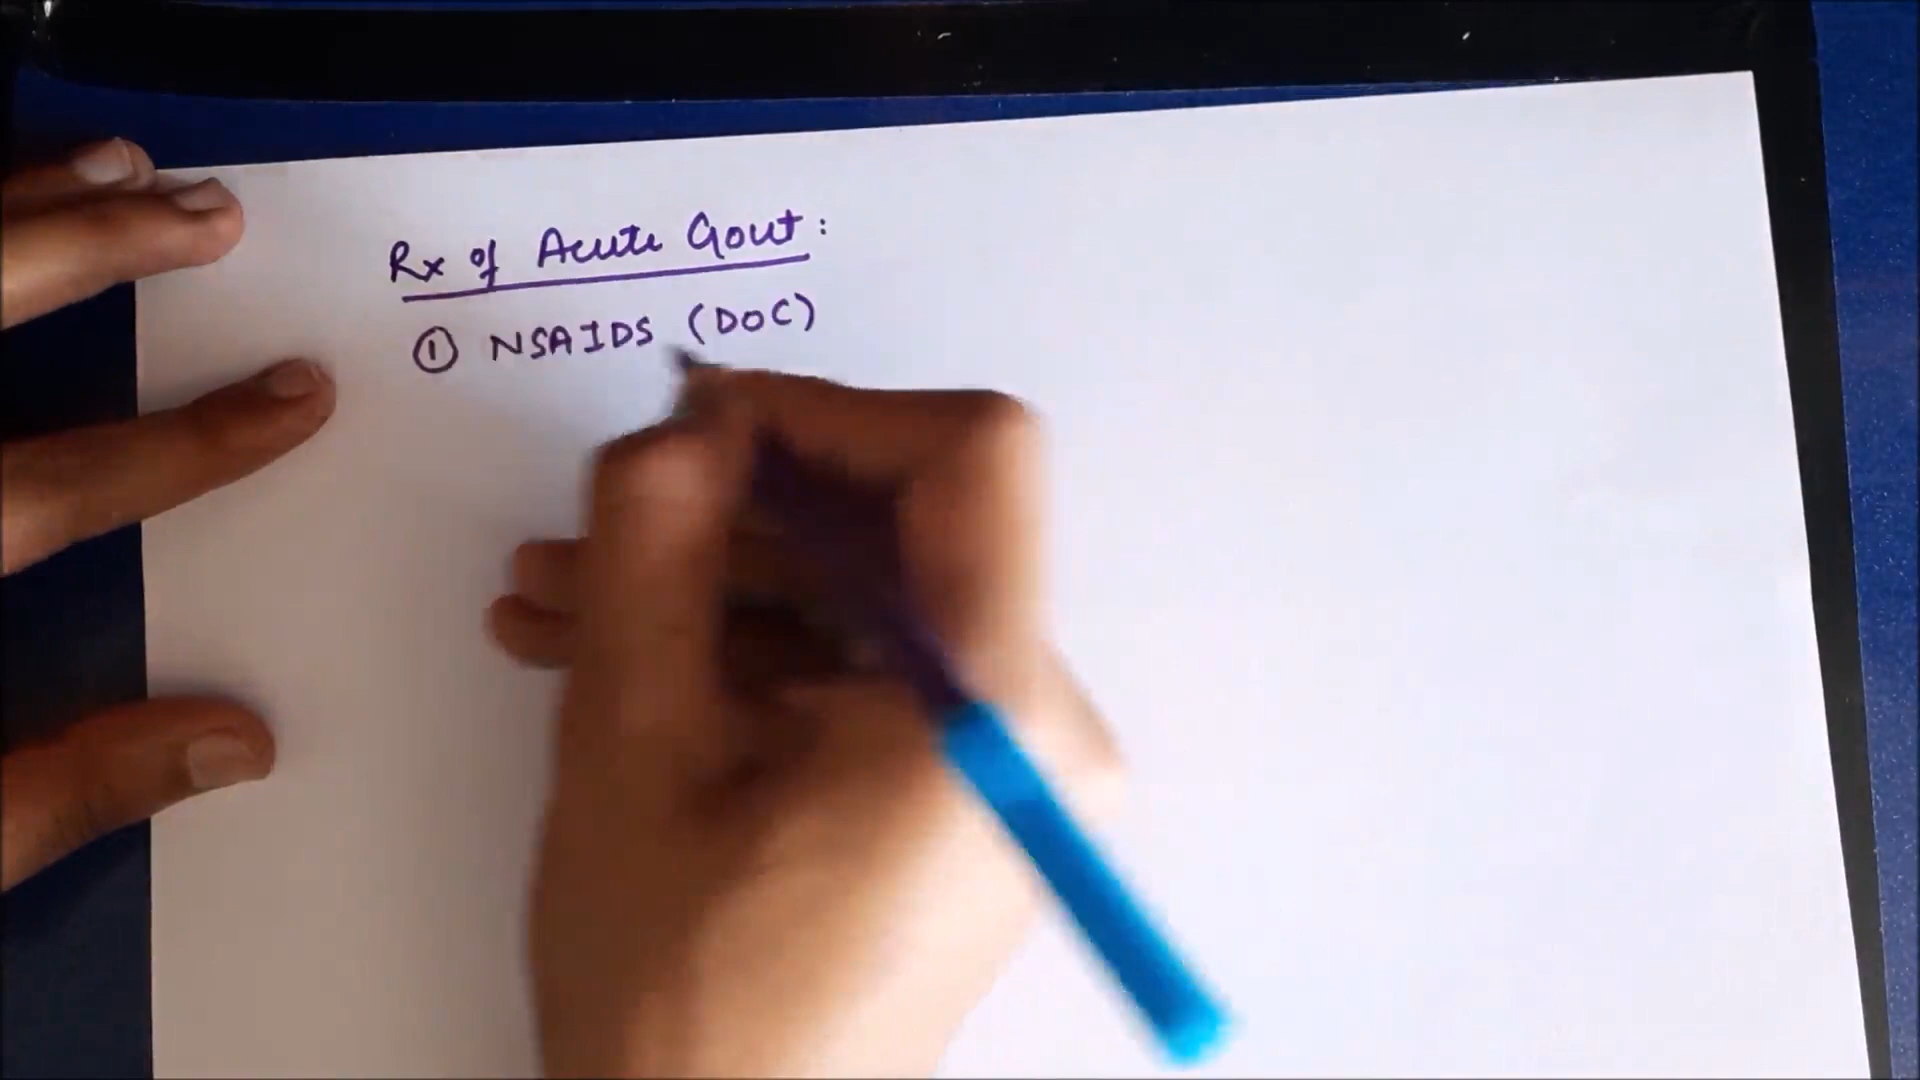 Rx of Acute Gout :
① NSAIDS (DOC)